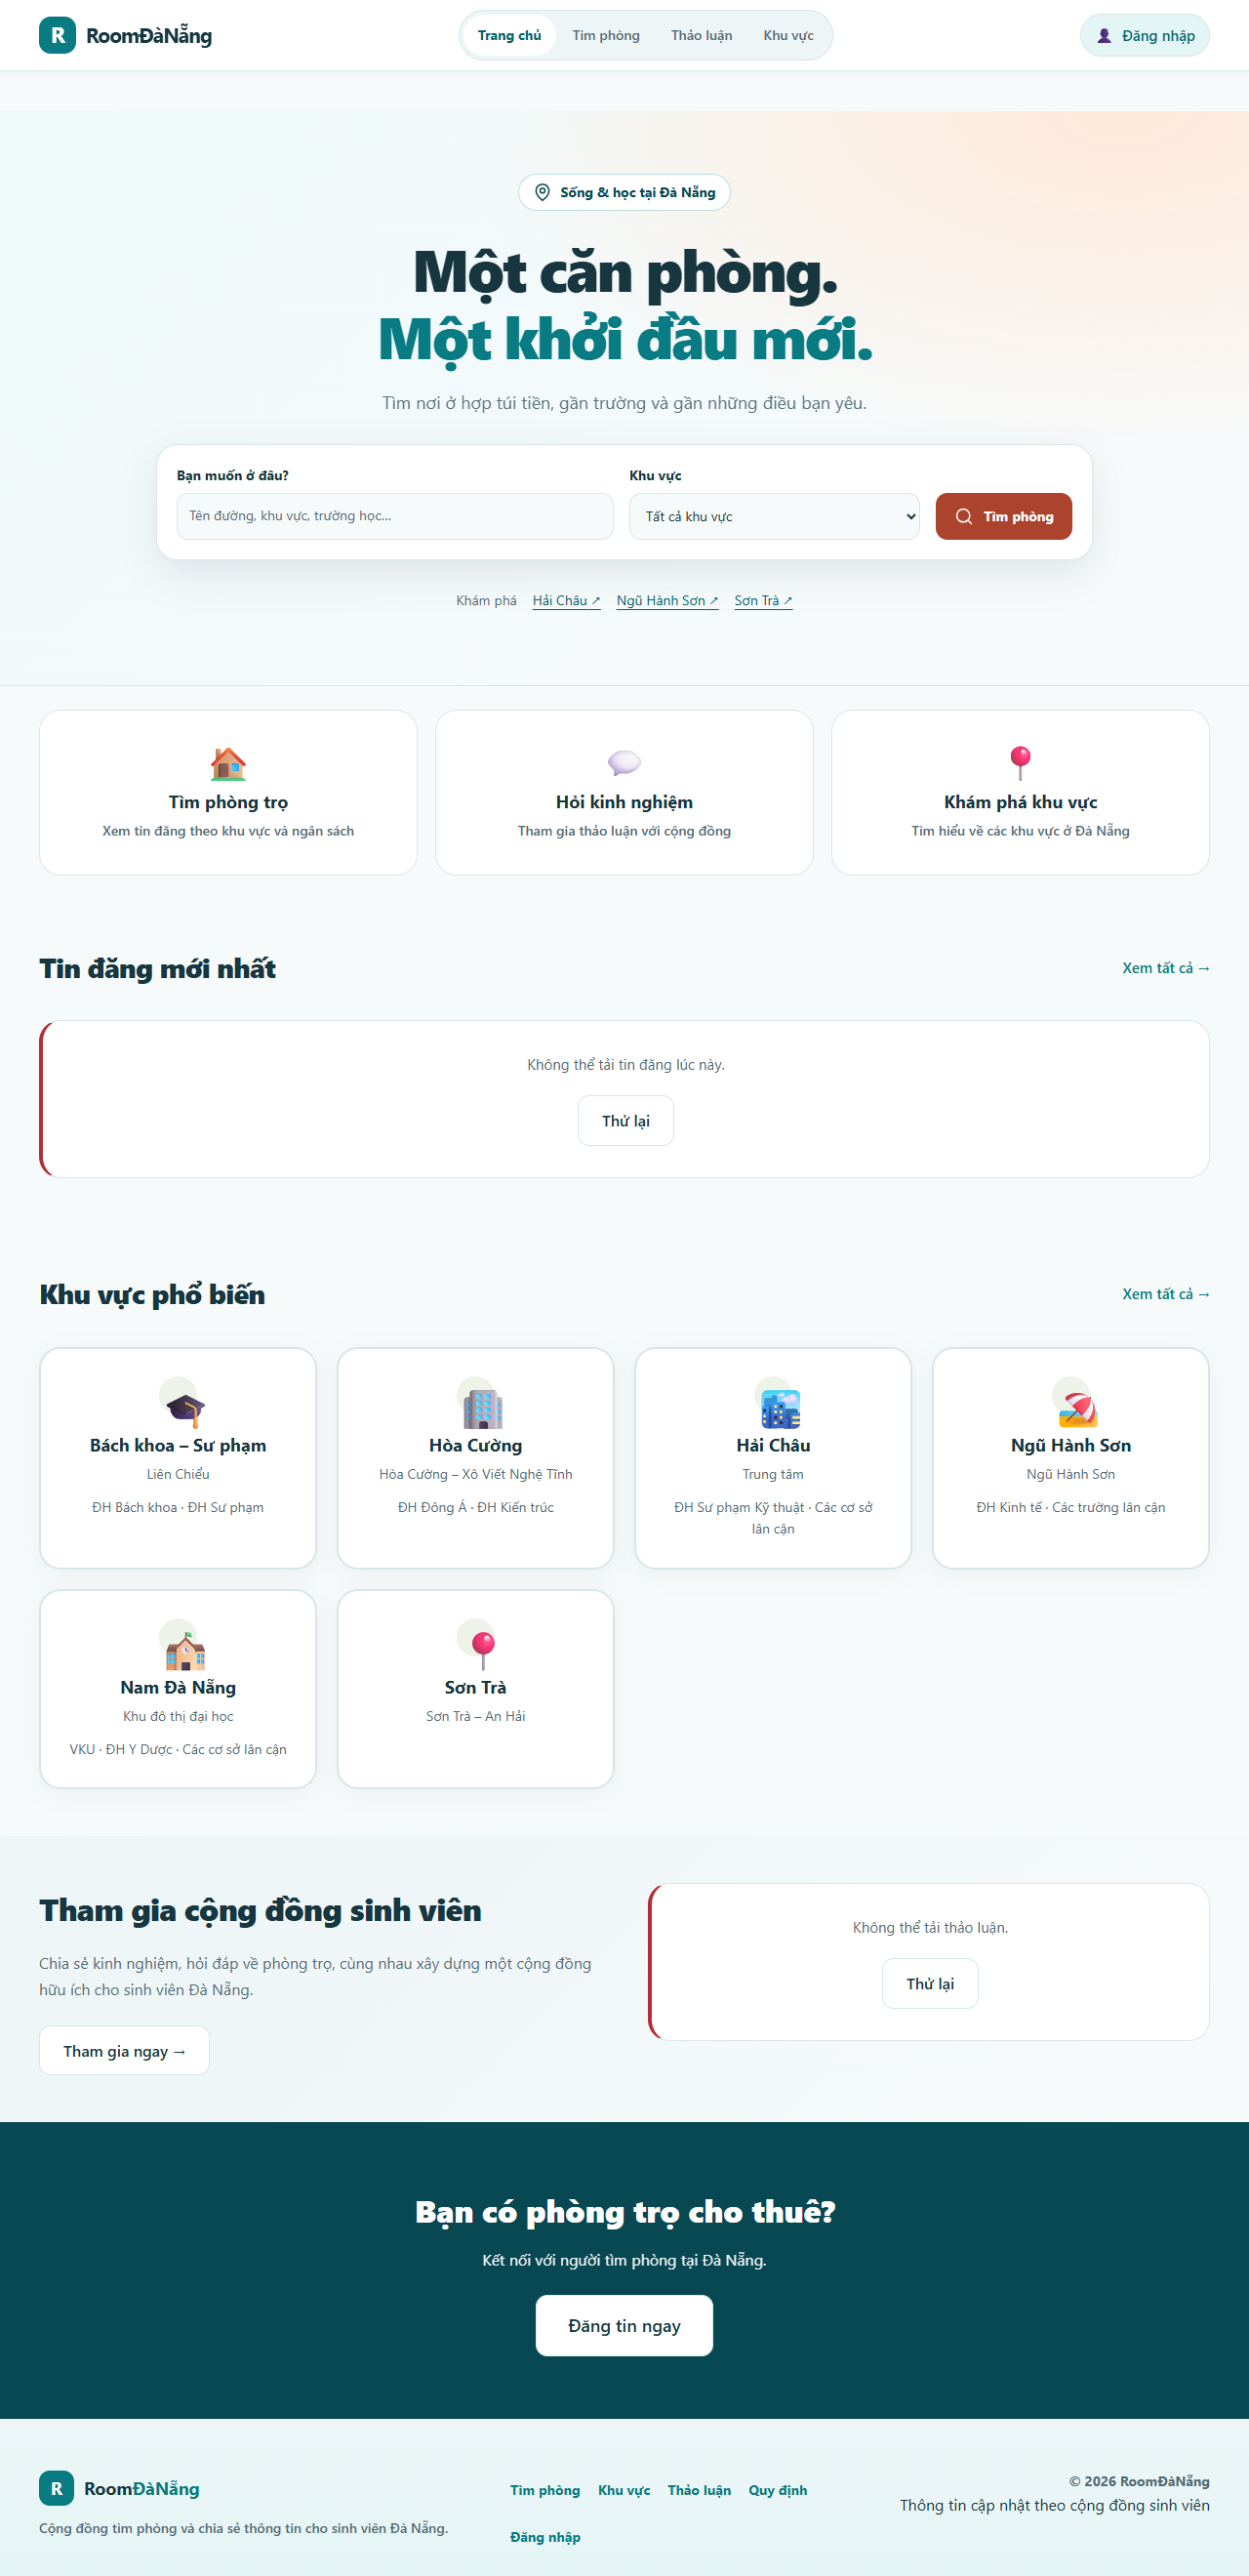 R RoomĐàNẵng
Trang chủ Tìm phòng Thảo luận Khu vực
Đăng nhập
Sống & học tại Đà Nẵng
Một căn phòng.
Một khởi đầu mới.
Tìm nơi ở hợp túi tiền, gần trường và gần những điều bạn yêu.
Bạn muốn ở đâu? Khu vực
Tên đường, khu vực, trường học... Tất cả khu vực Tìm phòng
Khám phá Hải Châu ↗ Ngũ Hành Sơn ↗ Sơn Trà ↗
Tìm phòng trọ
Xem tin đăng theo khu vực và ngân sách
Hỏi kinh nghiệm
Tham gia thảo luận với cộng đồng
Khám phá khu vực
Tìm hiểu về các khu vực ở Đà Nẵng
Tin đăng mới nhất
Xem tất cả →
Không thể tải tin đăng lúc này.
Thử lại
Khu vực phổ biến
Xem tất cả →
Bách khoa – Sư phạm
Liên Chiểu
ĐH Bách khoa · ĐH Sư phạm
Hòa Cường
Hòa Cường – Xô Viết Nghệ Tĩnh
ĐH Đông Á · ĐH Kiến trúc
Hải Châu
Trung tâm
ĐH Sư phạm Kỹ thuật · Các cơ sở
lân cận
Ngũ Hành Sơn
Ngũ Hành Sơn
ĐH Kinh tế · Các trường lân cận
Nam Đà Nẵng
Khu đô thị đại học
VKU · ĐH Y Dược · Các cơ sở lân cận
Sơn Trà
Sơn Trà – An Hải
Tham gia cộng đồng sinh viên
Chia sẻ kinh nghiệm, hỏi đáp về phòng trọ, cùng nhau xây dựng một cộng đồng
hữu ích cho sinh viên Đà Nẵng.
Tham gia ngay →
Không thể tải thảo luận.
Thử lại
Bạn có phòng trọ cho thuê?
Kết nối với người tìm phòng tại Đà Nẵng.
Đăng tin ngay
R RoomĐàNẵng
Cộng đồng tìm phòng và chia sẻ thông tin cho sinh viên Đà Nẵng.
Tìm phòng Khu vực Thảo luận Quy định
Đăng nhập
© 2026 RoomĐàNẵng
Thông tin cập nhật theo cộng đồng sinh viên